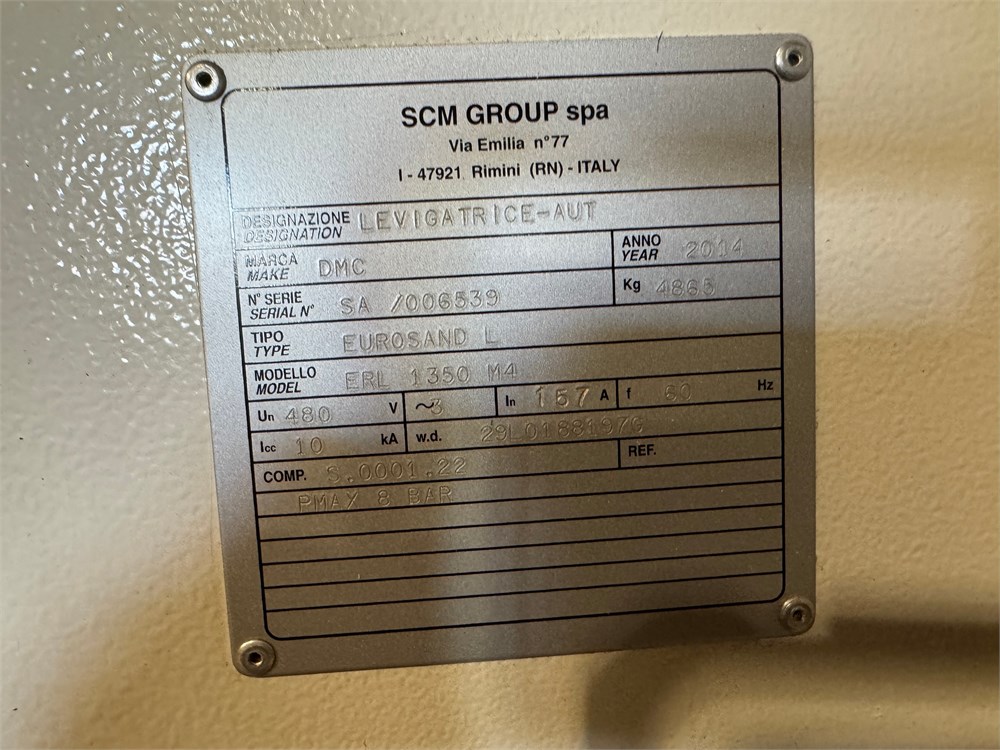 SCM GROUP spa
Via Emilia n°77
I - 47921 Rimini (RN) - ITALY
DESIGNAZIONE LEVIGATRICE-AUT
DESIGNATION
MARCA DMC ANNO 2014
MAKE YEAR
N° SERIE SA /006539 Kg 4865
SERIAL N°
TIPO EUROSAND L
TYPE
MODELLO ERL 1350 M4
MODEL
Un 480 V ~3 In 157 A f 60 Hz
Icc 10 kA w.d.
COMP. S.0001.22 REF.
PMAX 8 BAR